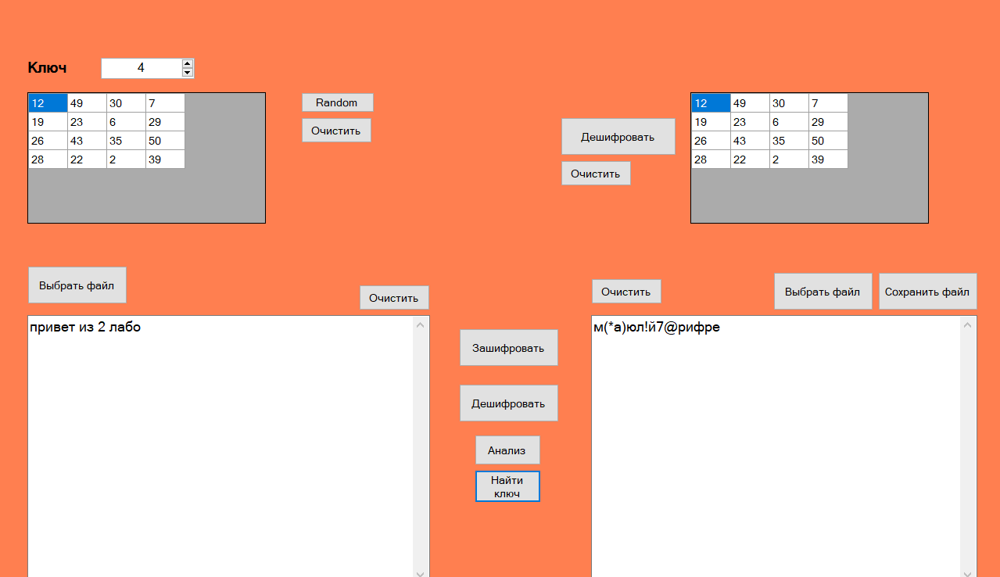 Ключ 4
12 49 30 7
19 23 6 29
26 43 35 50
28 22 2 39
Random
Очистить
Дешифровать
Очистить
12 49 30 7
19 23 6 29
26 43 35 50
28 22 2 39
Выбрать файл
Очистить
Очистить
Выбрать файл
Сохранить файл
привет из 2 лабо
Зашифровать
Дешифровать
Анализ
Найти
ключ
м(*а)юл!й7@рифре